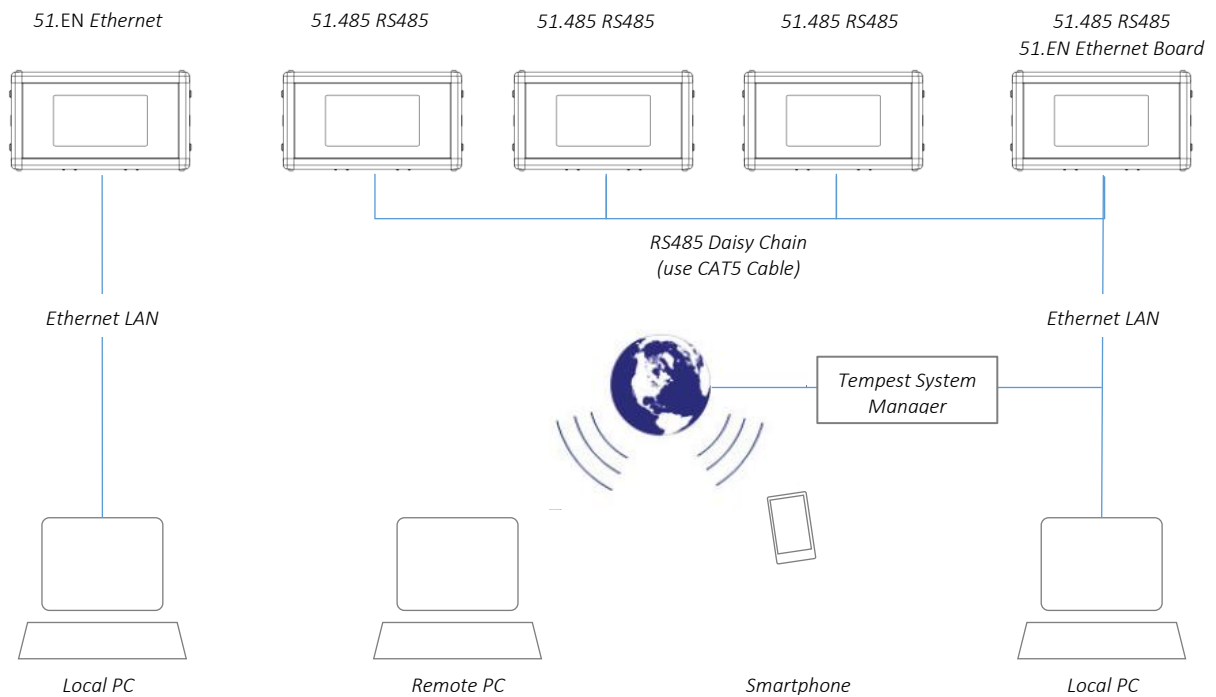 51.EN Ethernet
51.485 RS485
51.485 RS485
51.485 RS485
51.485 RS485
51.EN Ethernet Board
RS485 Daisy Chain
(use CAT5 Cable)
Ethernet LAN
Ethernet LAN
Tempest System
Manager
Local PC
Remote PC
Smartphone
Local PC